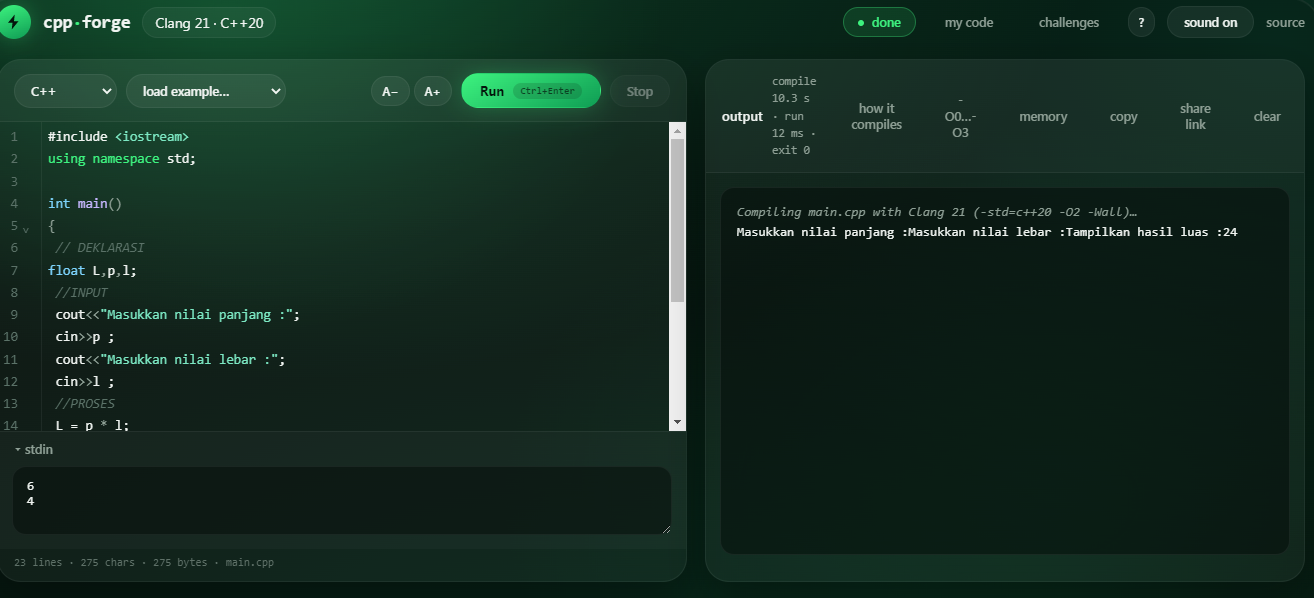 cpp·forge
Clang 21 · C++20
done
my code
challenges
?
sound on
source
C++
load example...
A−
A+
Run Ctrl+Enter
Stop
1 #include <iostream>
2 using namespace std;
3
4 int main()
5 {
6 // DEKLARASI
7 float L,p,l;
8 //INPUT
9 cout<<"Masukkan nilai panjang :";
10 cin>>p ;
11 cout<<"Masukkan nilai lebar :";
12 cin>>l ;
13 //PROSES
14 L = p * l;
stdin
6
4
23 lines · 275 chars · 275 bytes · main.cpp
output
compile
10.3 s
· run
12 ms ·
exit 0
how it
compiles
-
O0…-
O3
memory
copy
share
link
clear
Compiling main.cpp with Clang 21 (-std=c++20 -O2 -Wall)…
Masukkan nilai panjang :Masukkan nilai lebar :Tampilkan hasil luas :24